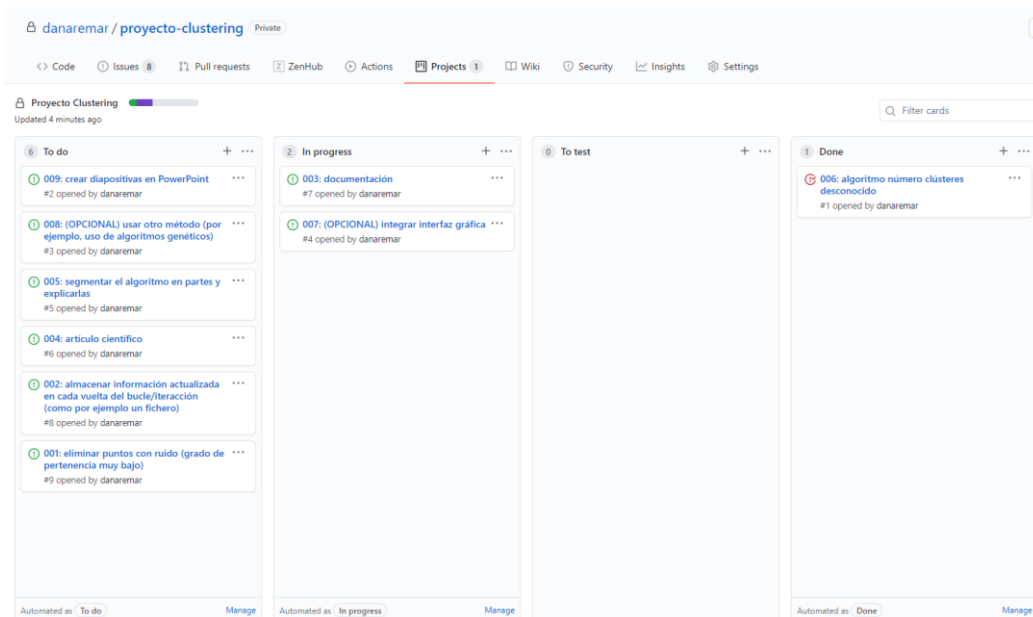 danaremar / proyecto-clustering Private
<> Code Issues 8 Pull requests ZenHub Actions Projects 1 Wiki Security Insights Settings
Proyecto Clustering
Updated 4 minutes ago
Filter cards
6 To do
009: crear diapositivas en PowerPoint
#2 opened by danaremar
008: (OPCIONAL) usar otro método (por
ejemplo, uso de algoritmos genéticos)
#3 opened by danaremar
005: segmentar el algoritmo en partes y
explicarlas
#5 opened by danaremar
004: artículo científico
#6 opened by danaremar
002: almacenar información actualizada
en cada vuelta del bucle/iteracción
(como por ejemplo un fichero)
#8 opened by danaremar
001: eliminar puntos con ruido (grado de
pertenencia muy bajo)
#9 opened by danaremar
Automated as To do Manage
2 In progress
003: documentación
#7 opened by danaremar
007: (OPCIONAL) integrar interfaz gráfica
#4 opened by danaremar
Automated as In progress Manage
0 To test
1 Done
006: algoritmo número clústeres
desconocido
#1 opened by danaremar
Automated as Done Manage